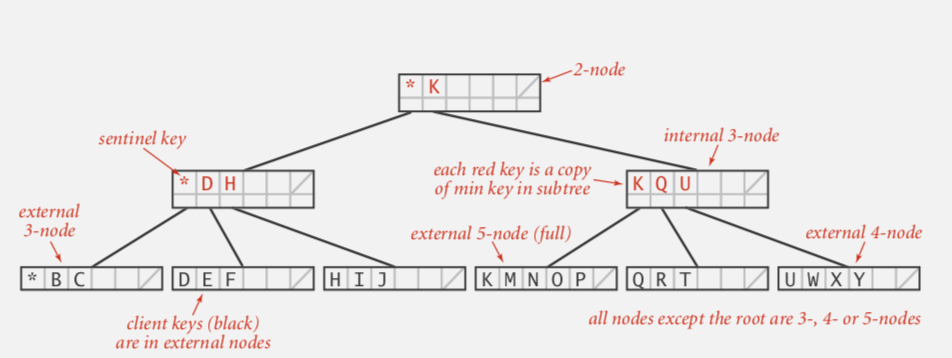 2-node
* K
sentinel key
internal 3-node
each red key is a copy
of min key in subtree
* D H
K Q U
external
3-node
external 5-node (full)
external 4-node
* B C
D E F
H I J
K M N O P
Q R T
U W X Y
client keys (black)
are in external nodes
all nodes except the root are 3-, 4- or 5-nodes